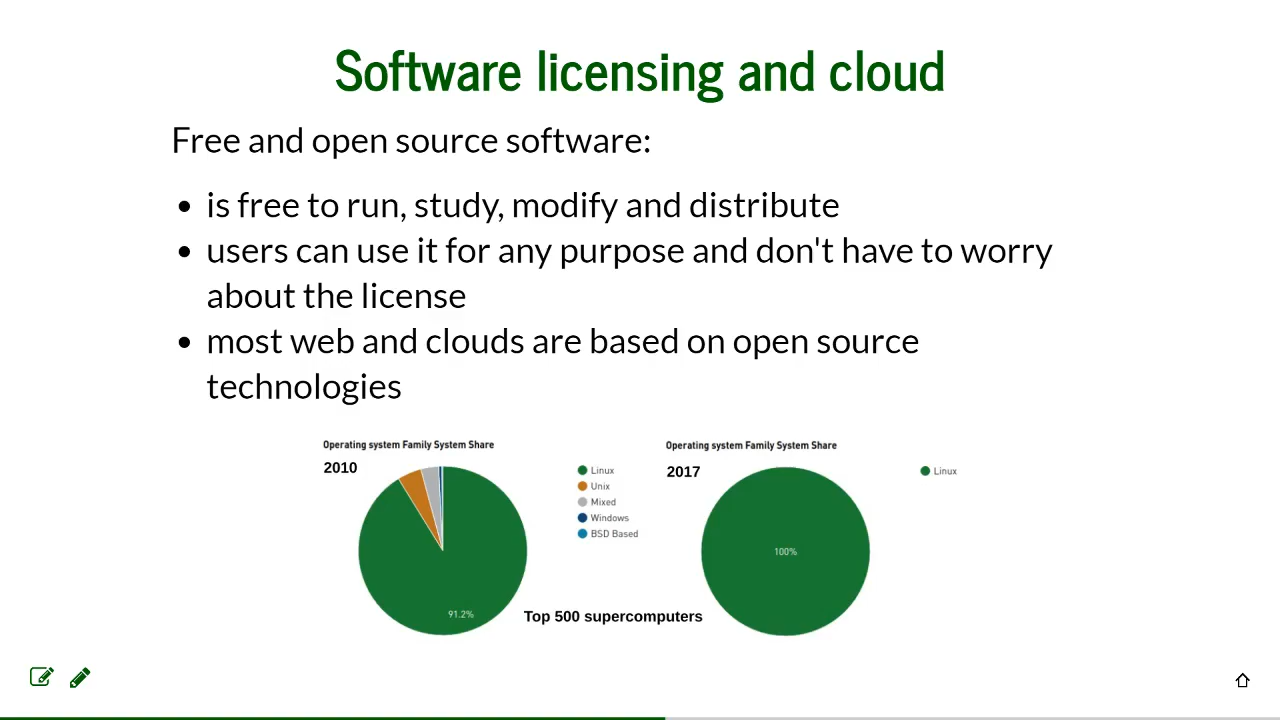 Software licensing and cloud
Free and open source software:
is free to run, study, modify and distribute
users can use it for any purpose and don't have to worry
about the license
most web and clouds are based on open source
technologies
Operating system Family System Share
2010
Linux
Unix
Mixed
Windows
BSD Based
91.2%
Top 500 supercomputers
Operating system Family System Share
2017
Linux
100%